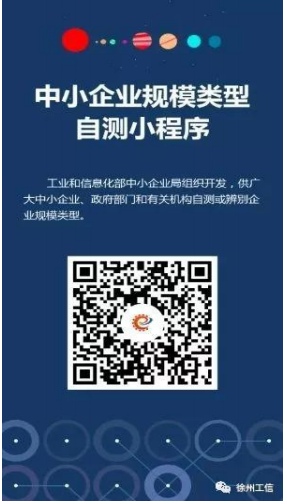 中小企业规模类型
自测小程序
工业和信息化部中小企业局组织开发，供广
大中小企业、政府部门和有关机构自测或辨别企
业规模类型。
徐州工信